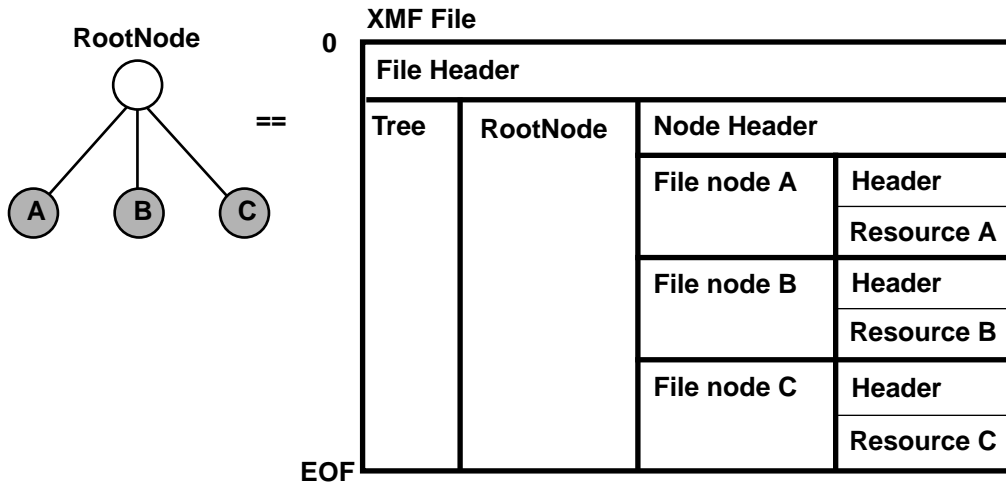 XMF File
RootNode
0
File Header
==
Tree
RootNode
Node Header
File node A
Header
A
B
C
Resource A
File node B
Header
Resource B
File node C
Header
Resource C
EOF